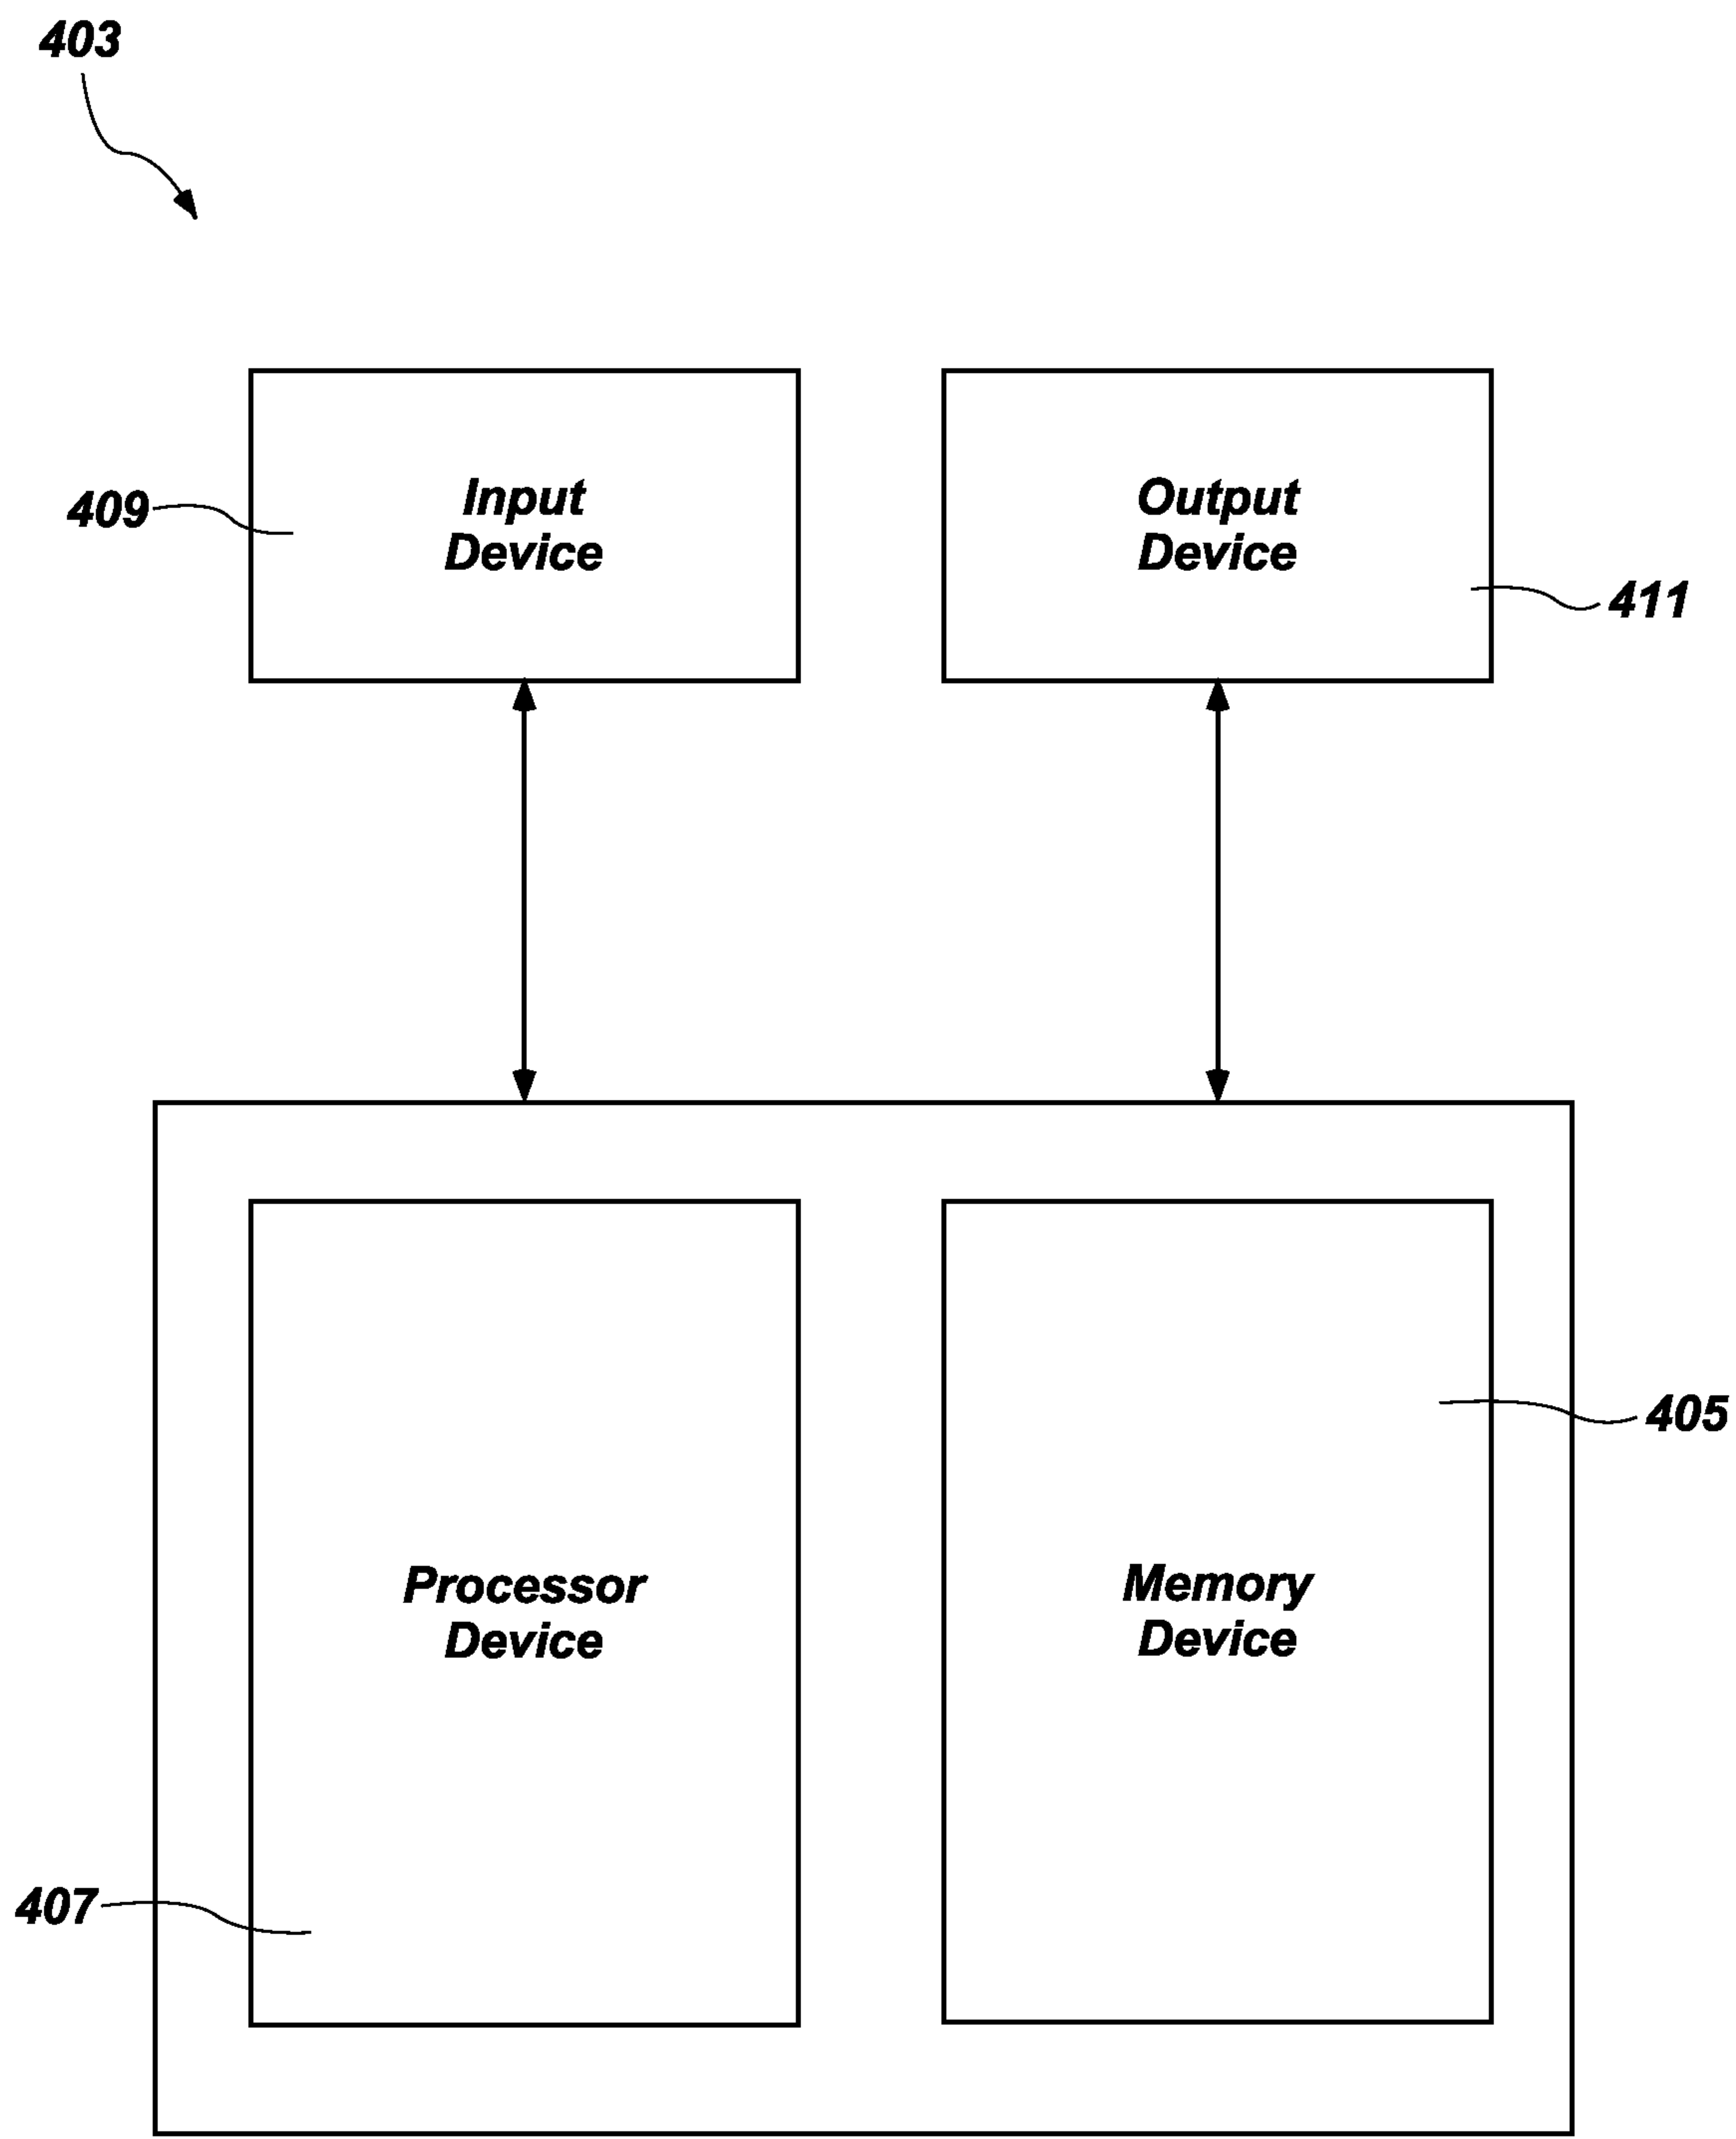 403
409
Input
Device
Output
Device
411
405
Processor
Device
Memory
Device
407